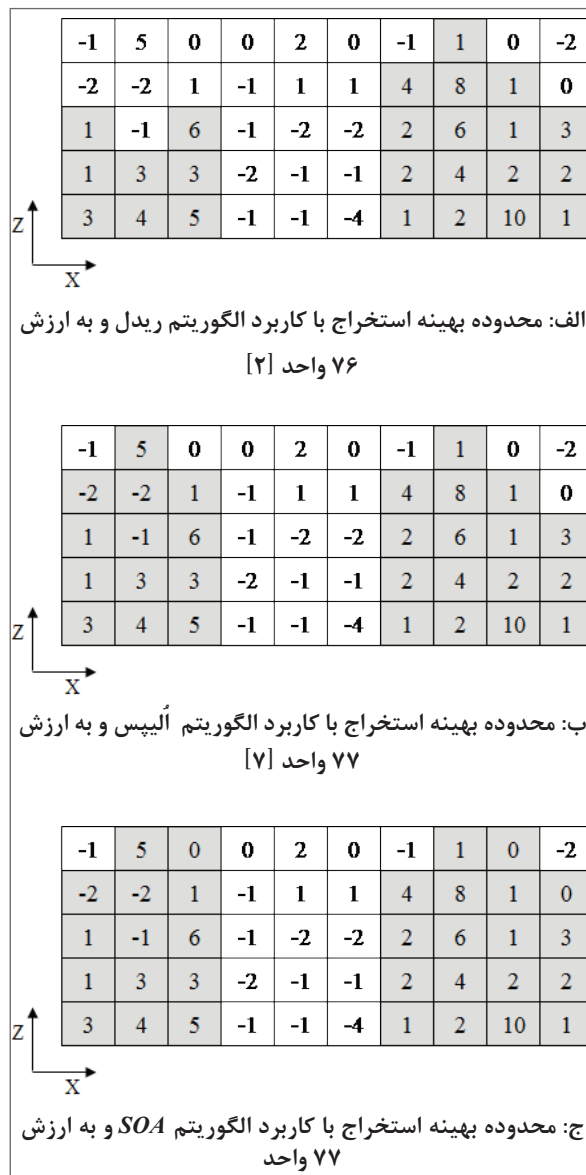 -1 5 0 0 2 0 -1 1 0 -2
-2 -2 1 -1 1 1 4 8 1 0
1 -1 6 -1 -2 -2 2 6 1 3
1 3 3 -2 -1 -1 2 4 2 2
3 4 5 -1 -1 -4 1 2 10 1
Z
X
الف: محدوده بهینه استخراج با کاربرد الگوریتم ریدل و به ارزش
۷۶ واحد [۲]
-1 5 0 0 2 0 -1 1 0 -2
-2 -2 1 -1 1 1 4 8 1 0
1 -1 6 -1 -2 -2 2 6 1 3
1 3 3 -2 -1 -1 2 4 2 2
3 4 5 -1 -1 -4 1 2 10 1
Z
X
ب: محدوده بهینه استخراج با کاربرد الگوریتم اُلیپس و به ارزش
۷۷ واحد [۷]
-1 5 0 0 2 0 -1 1 0 -2
-2 -2 1 -1 1 1 4 8 1 0
1 -1 6 -1 -2 -2 2 6 1 3
1 3 3 -2 -1 -1 2 4 2 2
3 4 5 -1 -1 -4 1 2 10 1
Z
X
ج: محدوده بهینه استخراج با کاربرد الگوریتم SOA و به ارزش
۷۷ واحد